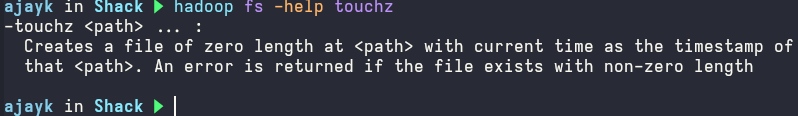 ajayk in Shack ▶ hadoop fs -help touchz
-touchz <path> ... :
  Creates a file of zero length at <path> with current time as the timestamp of
  that <path>. An error is returned if the file exists with non-zero length
ajayk in Shack ▶